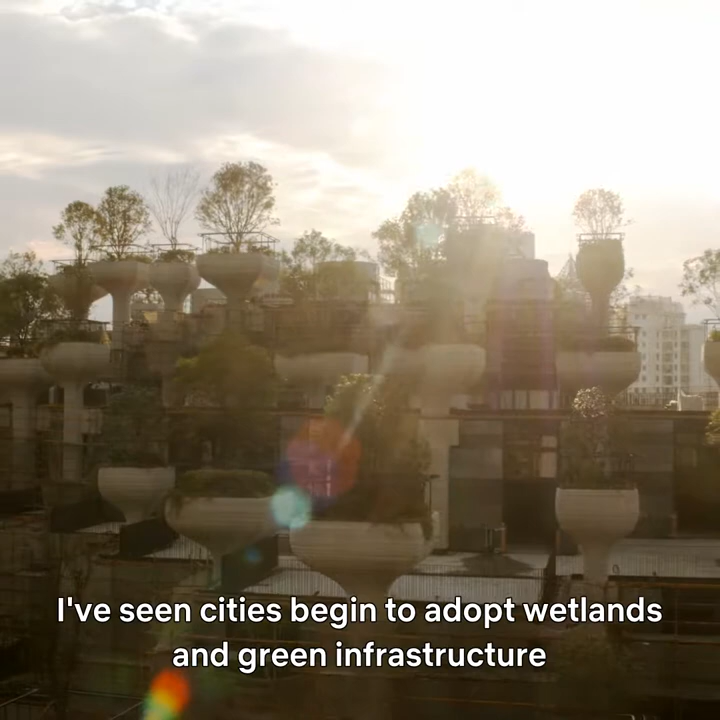 I've seen cities begin to adopt wetlands
and green infrastructure